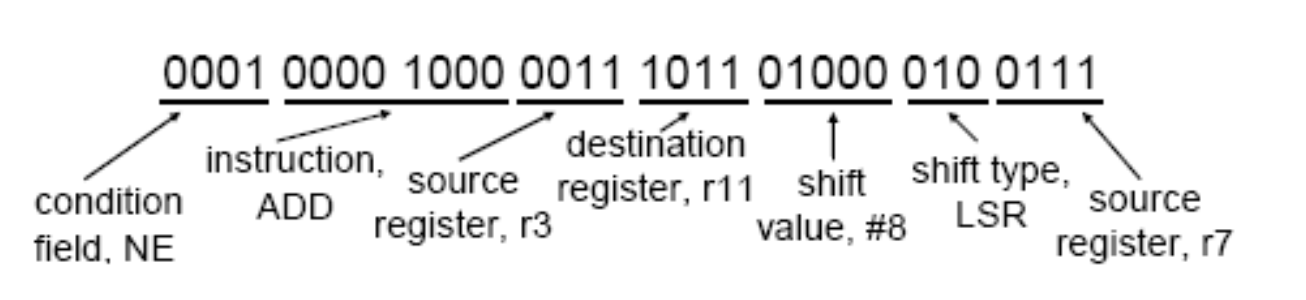 0001 0000 1000 0011 1011 01000 010 0111
condition
field, NE
instruction,
ADD
source
register, r3
destination
register, r11
shift
value, #8
shift type,
LSR
source
register, r7